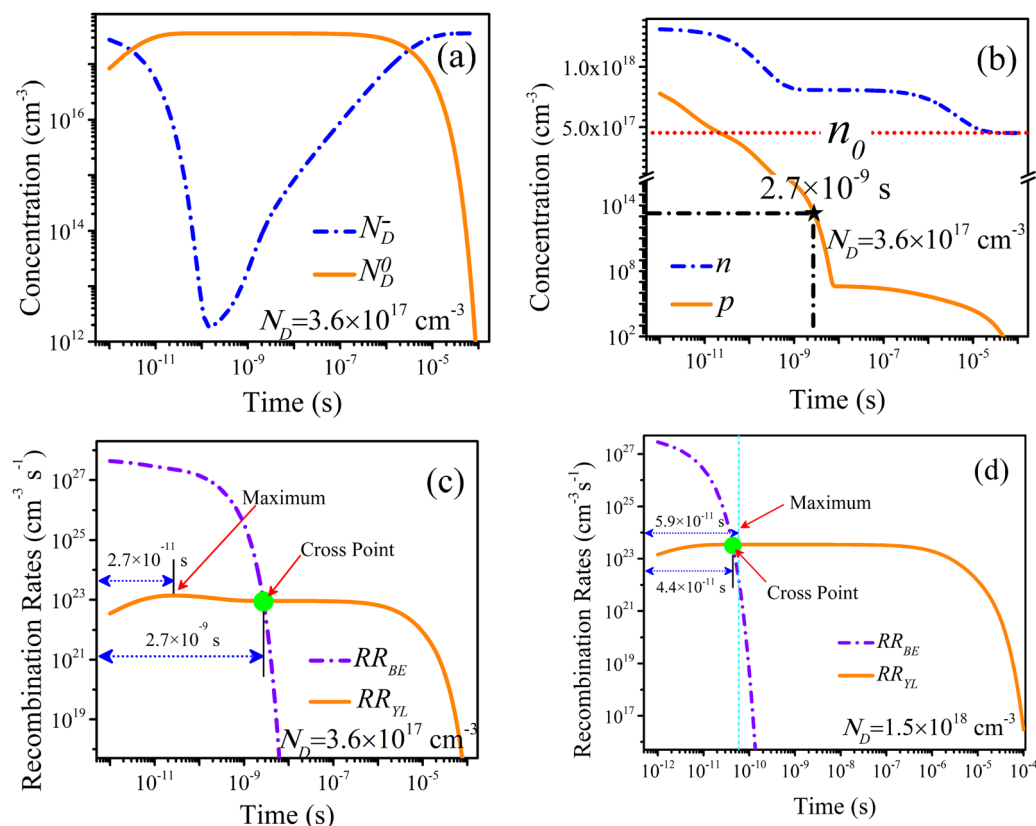 (a)
Concentration (cm⁻³)
10¹⁶
10¹⁴
10¹²
N_D⁻
N_D⁰
N_D=3.6×10¹⁷ cm⁻³
10⁻¹¹ 10⁻⁹ 10⁻⁷ 10⁻⁵
Time (s)
(b)
Concentration (cm⁻³)
1.0x10¹⁸
5.0x10¹⁷
n₀
2.7×10⁻⁹ s
10¹⁴
N_D=3.6×10¹⁷ cm⁻³
10⁸
n
p
10²
10⁻¹¹ 10⁻⁹ 10⁻⁷ 10⁻⁵
Time (s)
(c)
Recombination Rates (cm⁻³ s⁻¹)
10²⁷
Maximum
10²⁵
Cross Point
2.7×10⁻¹¹ s
10²³
2.7×10⁻⁹ s
10²¹
RR_BE
RR_YL
10¹⁹
N_D=3.6×10¹⁷ cm⁻³
10⁻¹¹ 10⁻⁹ 10⁻⁷ 10⁻⁵
Time (s)
(d)
Recombination Rates (cm⁻³ s⁻¹)
10²⁷
Maximum
10²⁵
5.9×10⁻¹¹ s
10²³
Cross Point
4.4×10⁻¹¹ s
10²¹
RR_BE
10¹⁹
RR_YL
10¹⁷
N_D=1.5×10¹⁸ cm⁻³
10⁻¹² 10⁻¹¹ 10⁻¹⁰ 10⁻⁹ 10⁻⁸ 10⁻⁷ 10⁻⁶ 10⁻⁵ 10⁻⁴
Time (s)